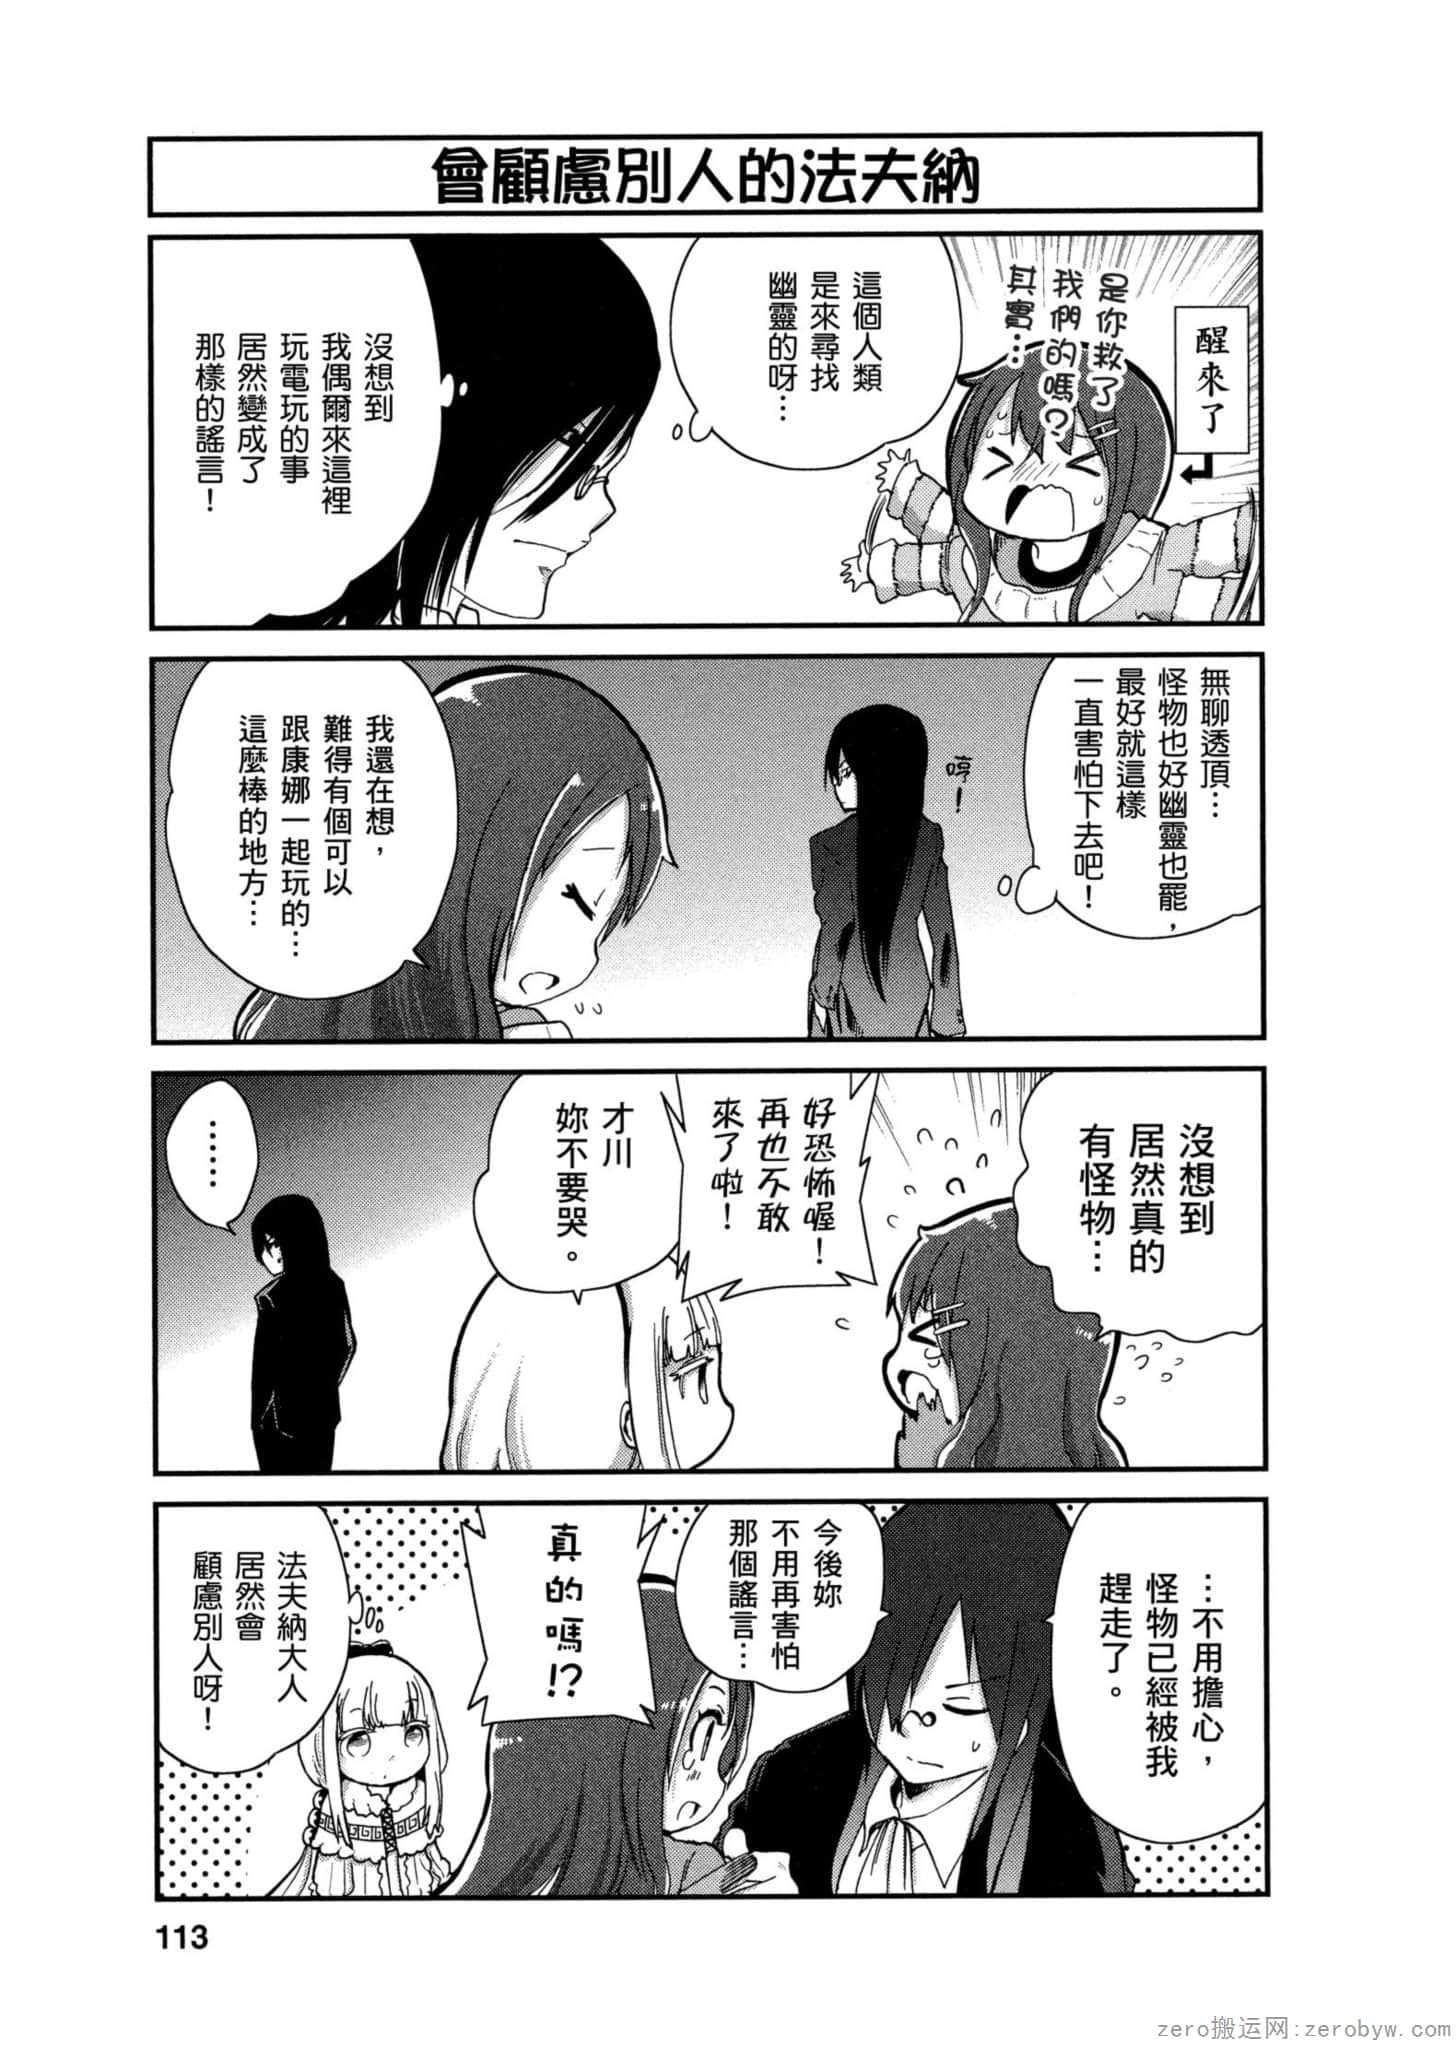 會顧慮別人的法夫納
醒來了
是你救了
我們的嗎?
其實…
這個人類
是來尋找
幽靈的呀…
沒想到
我偶爾來這裡
玩電玩的事
居然變成了
那樣的謠言!
無聊透頂…
怪物也好幽靈也罷,
最好就這樣
一直害怕下去吧!
哼!
我還在想,
難得有個可以
跟康娜一起玩的…
這麼棒的地方…
沒想到
居然真的
有怪物…
好恐怖喔!
再也不敢
來了啦!
才川
妳不要哭。
……
…不用擔心,
怪物已經被我
趕走了。
今後妳
不用再害怕
那個謠言…
真的嗎!?
法夫納大人
居然會
顧慮別人呀!
113
zero搬运网:zerobyw.com